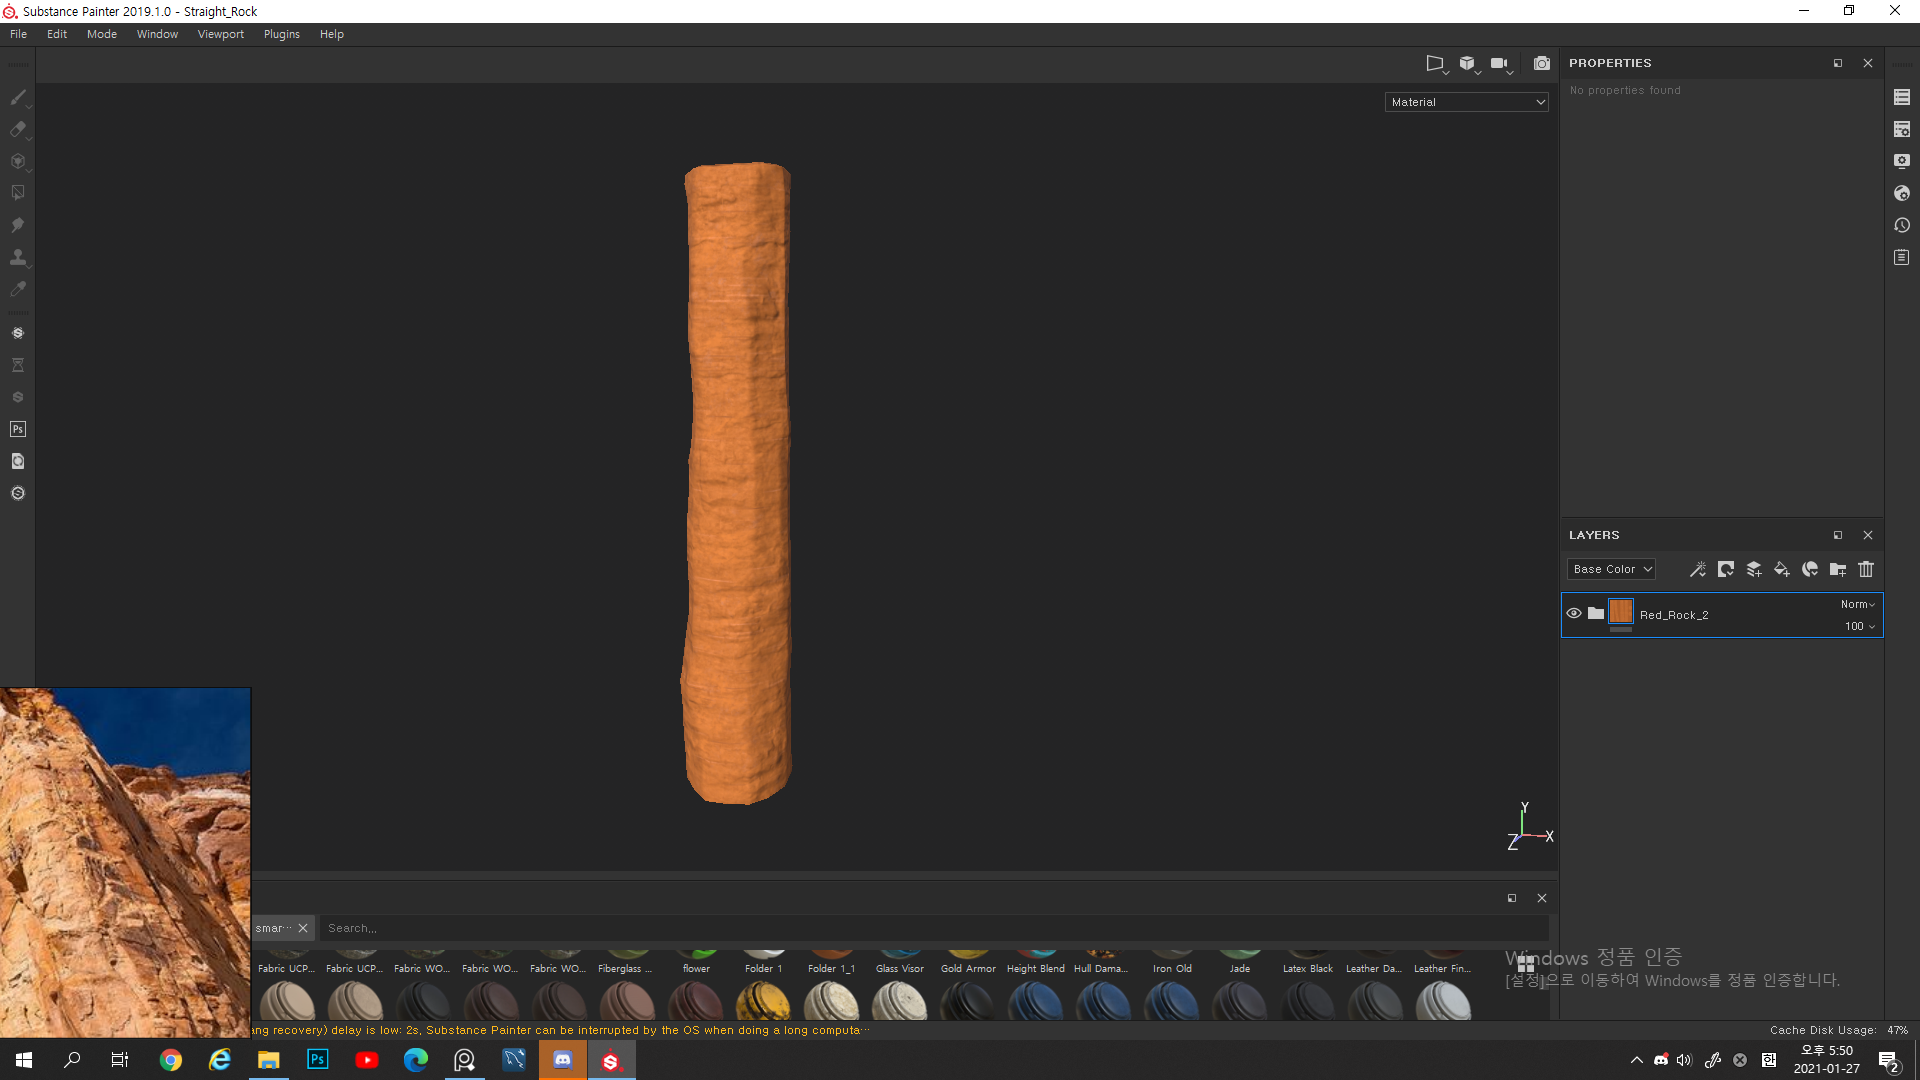 Substance Painter 2019.1.0 - Straight_Rock
File Edit Mode Window Viewport Plugins Help
PROPERTIES
No properties found
Material
Ps
LAYERS
Base Color
Norm
Red_Rock_2
100
Y
X
Z
smar...
Search...
Fabric UCP... Fabric UCP... Fabric WO... Fabric WO... Fabric WO... Fiberglass ... flower Folder 1 Folder 1_1 Glass Visor Gold Armor Height Blend Hull Dama... Iron Old Jade Latex Black Leather Da... Leather Fin...
Windows 정품 인증
[설정]으로 이동하여 Windows를 정품 인증합니다.
ang recovery) delay is low: 2s, Substance Painter can be interrupted by the OS when doing a long computa...
Cache Disk Usage: 47%
Ps
한
오후 5:50
2021-01-27
2